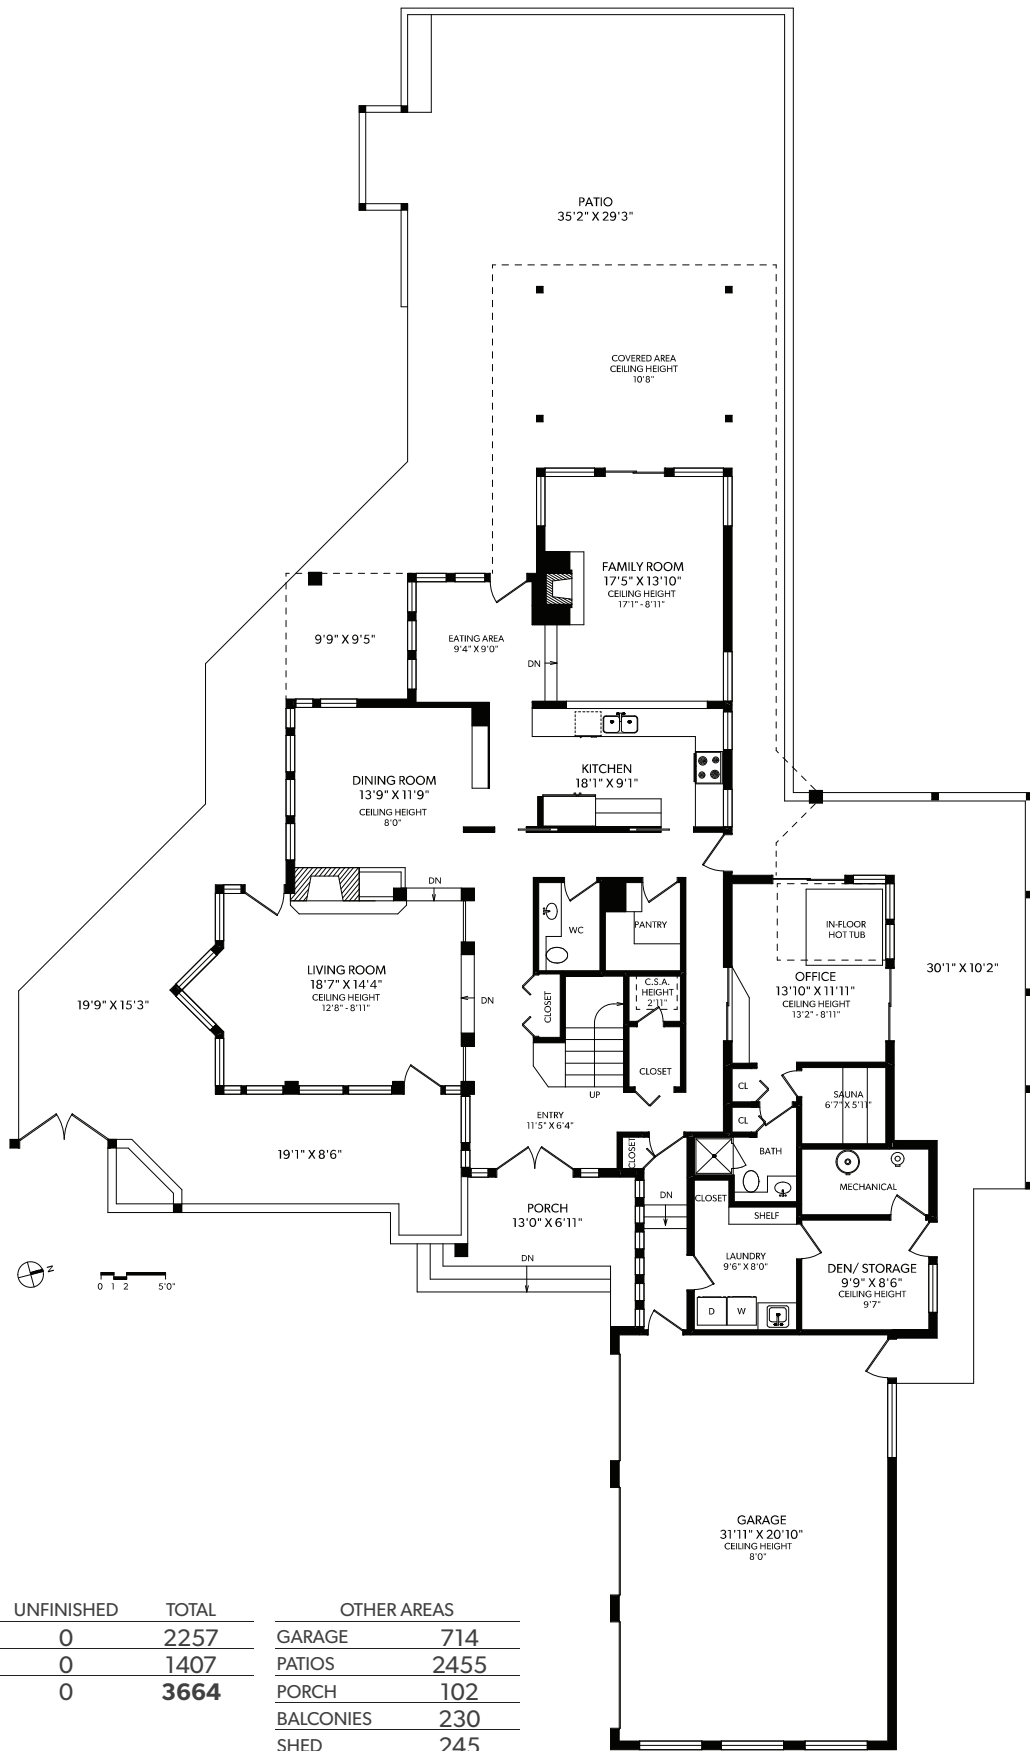 PATIO
35'2" X 29'3"
COVERED AREA
CEILING HEIGHT
10'8"
FAMILY ROOM
17'5" X 13'10"
CEILING HEIGHT
17'1" - 8'11"
9'9" X 9'5"
EATING AREA
9'4" X 9'0"
DN
KITCHEN
18'1" X 9'1"
DINING ROOM
13'9" X 11'9"
CEILING HEIGHT
8'0"
DN
WC
PANTRY
IN-FLOOR
HOT TUB
LIVING ROOM
18'7" X 14'4"
CEILING HEIGHT
12'8" - 8'11"
DN
19'9" X 15'3"
CLOSET
C.S.A.
HEIGHT
2'11"
OFFICE
13'10" X 11'11"
CEILING HEIGHT
13'2" - 8'11"
30'1" X 10'2"
CLOSET
UP
CL
SAUNA
6'7" X 5'11"
ENTRY
11'5" X 6'4"
CL
CLOSET
BATH
19'1" X 8'6"
MECHANICAL
PORCH
13'0" X 6'11"
DN
CLOSET
SHELF
DN
LAUNDRY
9'6" X 8'0"
D
W
DEN/ STORAGE
9'9" X 8'6"
CEILING HEIGHT
9'7"
N
0 1 2 5'0"
GARAGE
31'11" X 20'10"
CEILING HEIGHT
8'0"
UNFINISHED TOTAL
0 2257
0 1407
0 3664
OTHER AREAS
GARAGE 714
PATIOS 2455
PORCH 102
BALCONIES 230
SHED 245